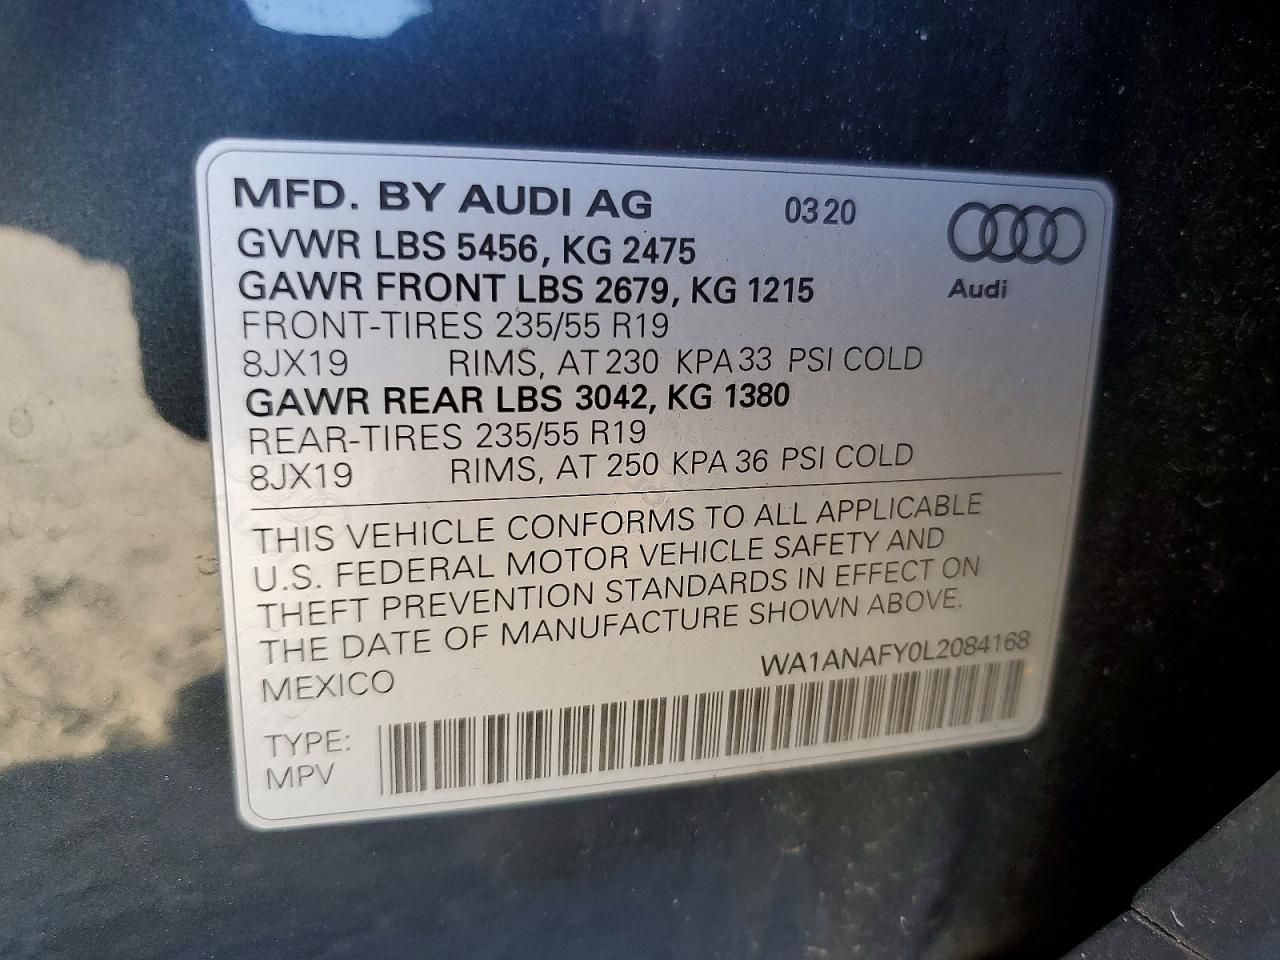 MFD. BY AUDI AG 0320
GVWR LBS 5456, KG 2475
GAWR FRONT LBS 2679, KG 1215
Audi
FRONT-TIRES 235/55 R19
8JX19 RIMS, AT 230 KPA 33 PSI COLD
GAWR REAR LBS 3042, KG 1380
REAR-TIRES 235/55 R19
8JX19 RIMS, AT 250 KPA 36 PSI COLD
THIS VEHICLE CONFORMS TO ALL APPLICABLE
U.S. FEDERAL MOTOR VEHICLE SAFETY AND
THEFT PREVENTION STANDARDS IN EFFECT ON
THE DATE OF MANUFACTURE SHOWN ABOVE.
MEXICO WA1ANAFY0L2084168
TYPE:
MPV